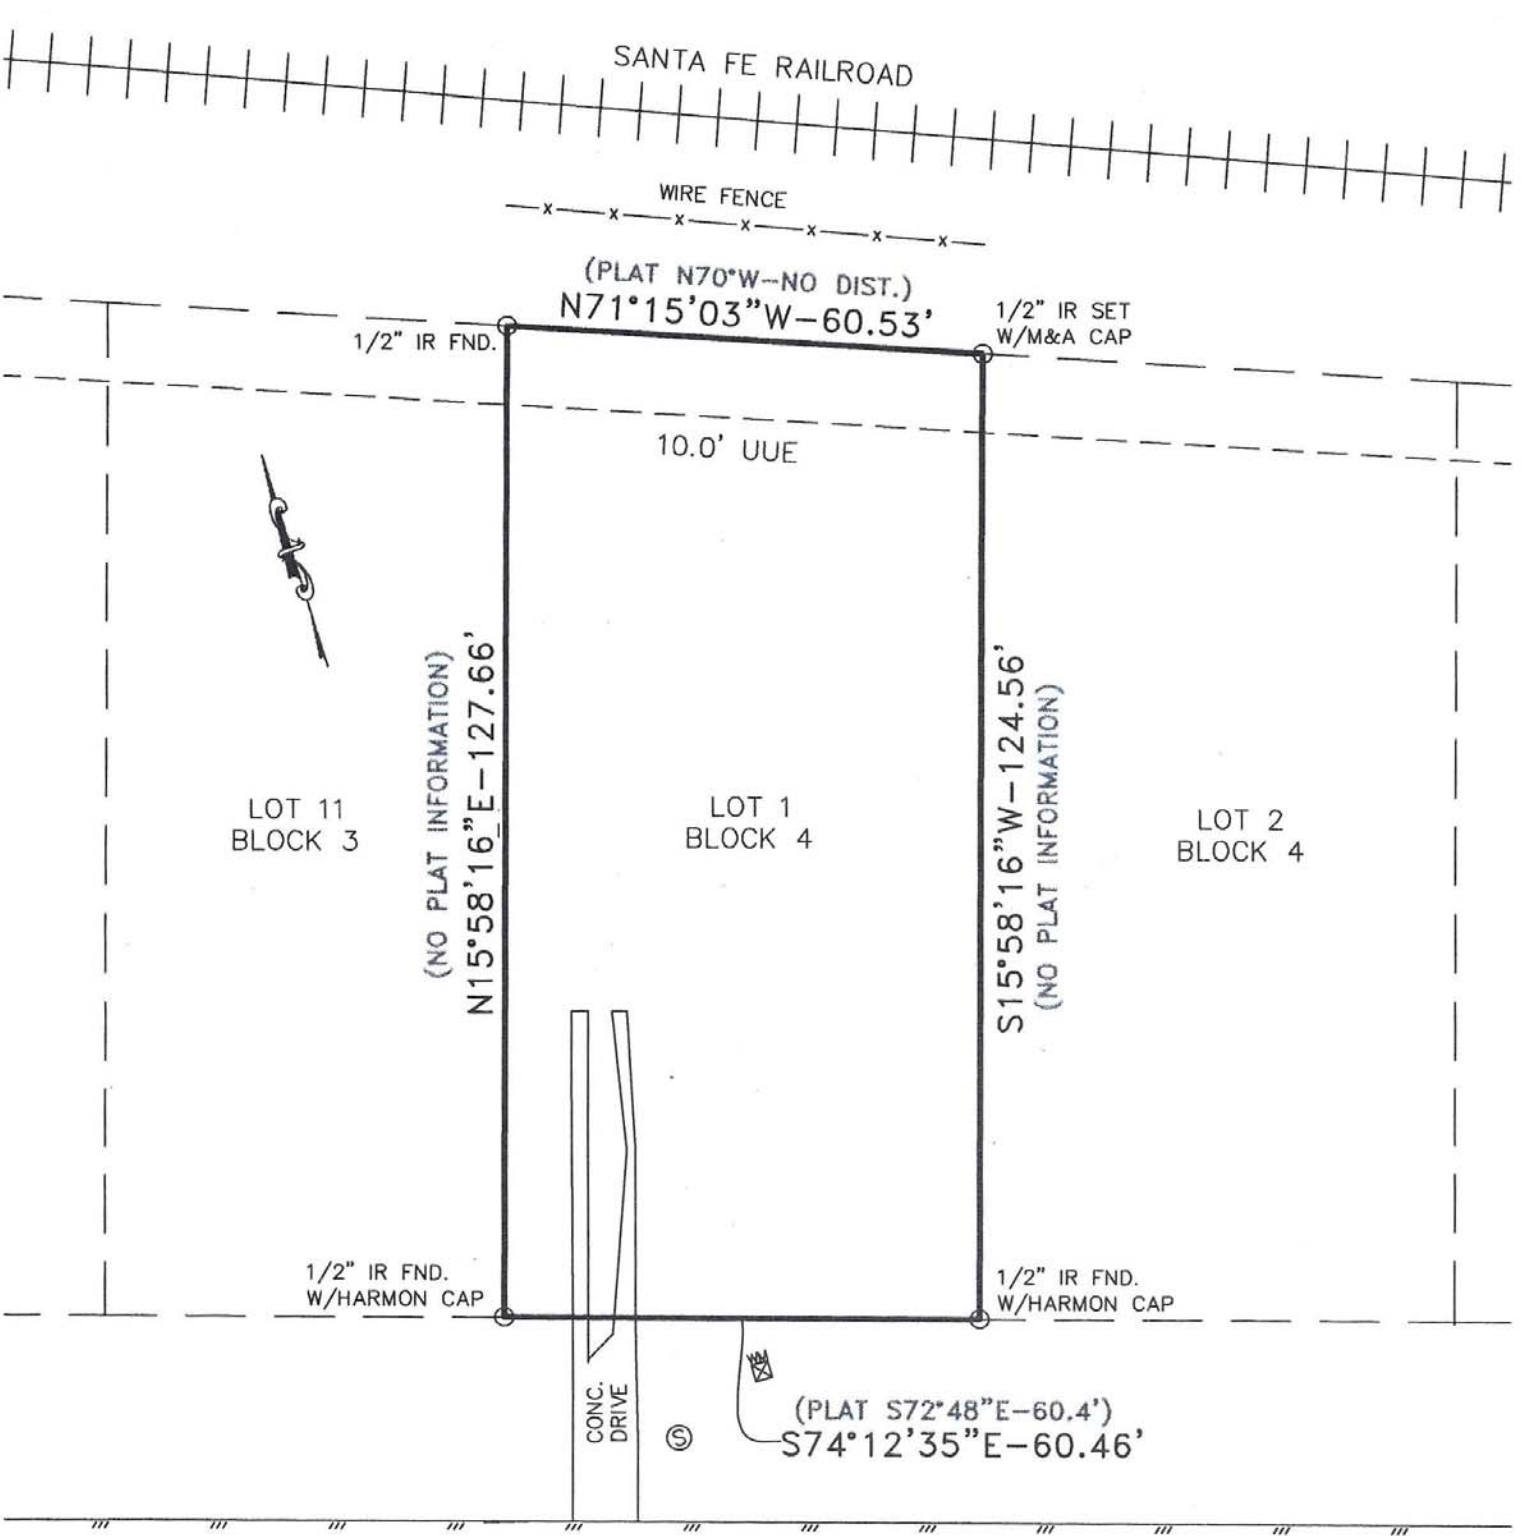 SANTA FE RAILROAD
WIRE FENCE
x x x x x x x
(PLAT N70°W-NO DIST.)
N71°15'03"W-60.53'
1/2" IR FND.
1/2" IR SET
W/M&A CAP
10.0' UUE
(NO PLAT INFORMATION)
N15°58'16"E-127.66'
S15°58'16"W-124.56'
(NO PLAT INFORMATION)
LOT 11
BLOCK 3
LOT 1
BLOCK 4
LOT 2
BLOCK 4
1/2" IR FND.
W/HARMON CAP
1/2" IR FND.
W/HARMON CAP
CONC.
DRIVE
S
(PLAT S72°48"E-60.4')
S74°12'35"E-60.46'